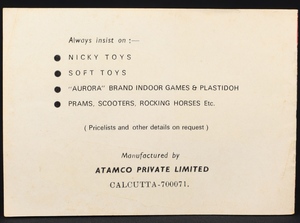 Always insist on :—
● NICKY TOYS
● SOFT TOYS
● "AURORA" BRAND INDOOR GAMES & PLASTIDOH
● PRAMS, SCOOTERS, ROCKING HORSES Etc.
( Pricelists and other details on request )
Manufactured by
ATAMCO PRIVATE LIMITED
CALCUTTA-700071.